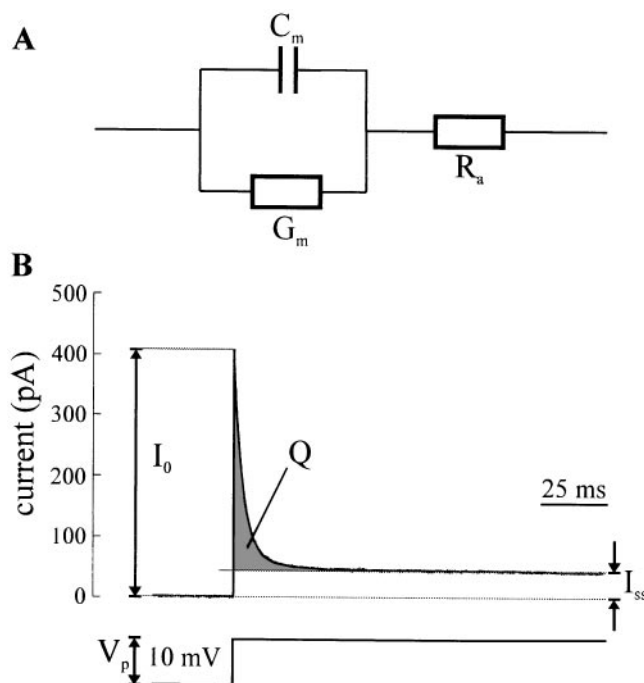 A
C_m
R_a
G_m
B
500
400
300
200
100
0
current (pA)
I_0
Q
25 ms
I_ss
V_p 10 mV